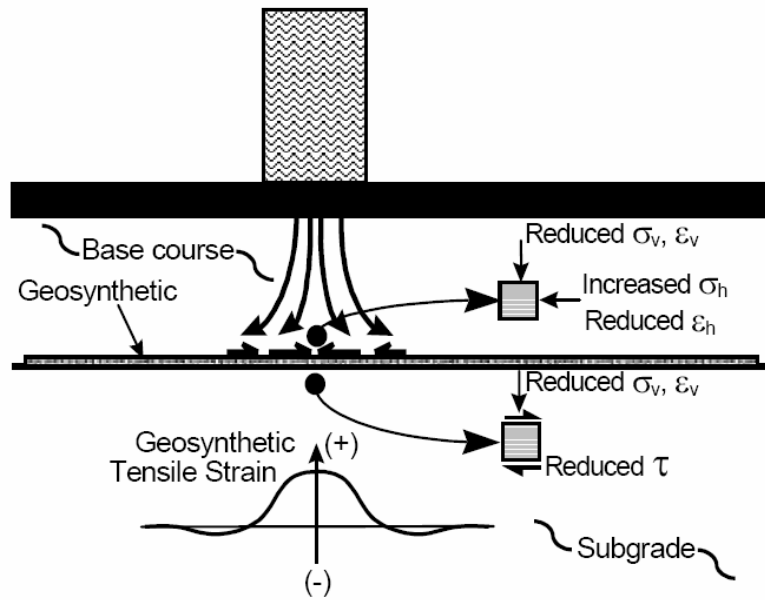 Base course
Geosynthetic
Reduced σv, εv
Increased σh
Reduced εh
Reduced σv, εv
Reduced τ
Geosynthetic
Tensile Strain
(+)
(-)
Subgrade